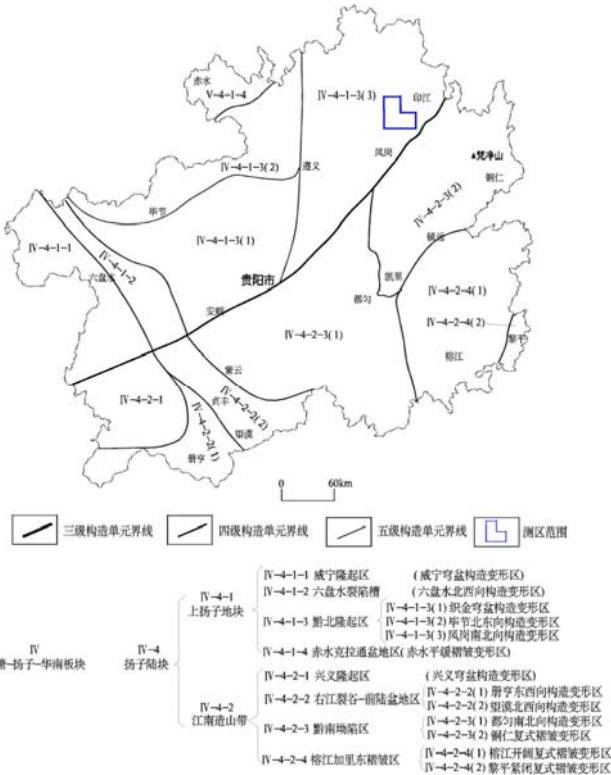 赤水
V-4-1-4
IV-4-1-3(3)
印江
凤岗
▲梵净山
铜仁
IV-4-1-3(2)
遵义
IV-4-2-3(2)
毕节
镇远
IV-4-1-1
IV-4-1-3(1)
IV-4-1-2
六盘水
贵阳市
凯里
IV-4-2-4(1)
都匀
安顺
IV-4-2-4(2)
黎平
IV-4-2-3(1)
榕江
紫云
IV-4-2-1
贞丰
IV-4-2-2(2)
IV-4-2-2(1)
望谟
册亨
0 60km
三级构造单元界线 四级构造单元界线 五级构造单元界线 测区范围
IV-4-1-1 威宁隆起区 (威宁穹盆构造变形区)
IV-4-1 IV-4-1-2 六盘水裂陷槽 (六盘水北西向构造变形区)
上扬子地块 IV-4-1-3(1) 织金穹盆构造变形区
IV-4-1-3 黔北隆起区 IV-4-1-3(2) 毕节北东向构造变形区
IV-4-1-3(3) 凤岗南北向构造变形区
IV IV-4 IV-4-1-4 赤水克拉通盆地区(赤水平缓褶皱变形区)
塘-扬子-华南板块 扬子陆块 IV-4-2-1 兴义隆起区 (兴义穹盆构造变形区)
IV-4-2 IV-4-2-2 右江裂谷-前陆盆地区 IV-4-2-2(1) 册亨东西向构造变形区
江南造山带 IV-4-2-2(2) 望谟北西向构造变形区
IV-4-2-3 黔南坳陷区 IV-4-2-3(1) 都匀南北向构造变形区
IV-4-2-3(2) 铜仁复式褶皱变形区
IV-4-2-4 榕江加里东褶皱区 IV-4-2-4(1) 榕江开阔复式褶皱变形区
IV-4-2-4(2) 黎平紧闭复式褶皱变形区